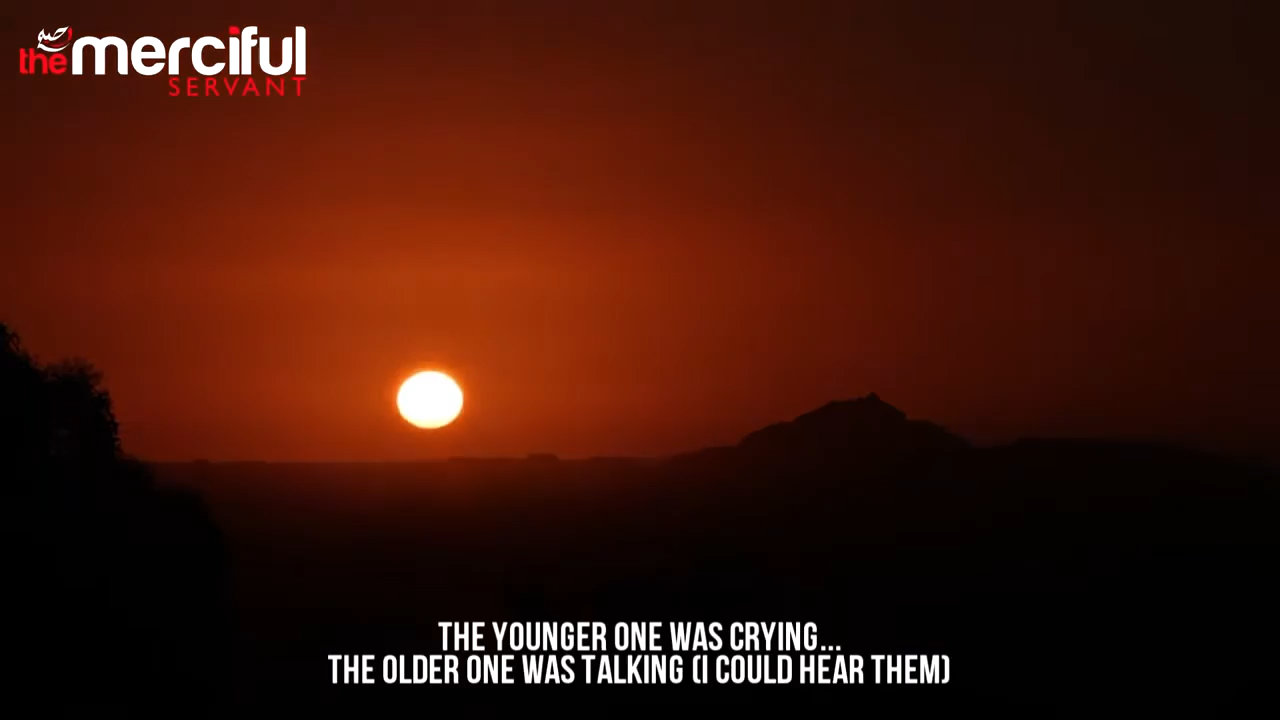 the merciful
SERVANT
THE YOUNGER ONE WAS CRYING...
THE OLDER ONE WAS TALKING (I COULD HEAR THEM)